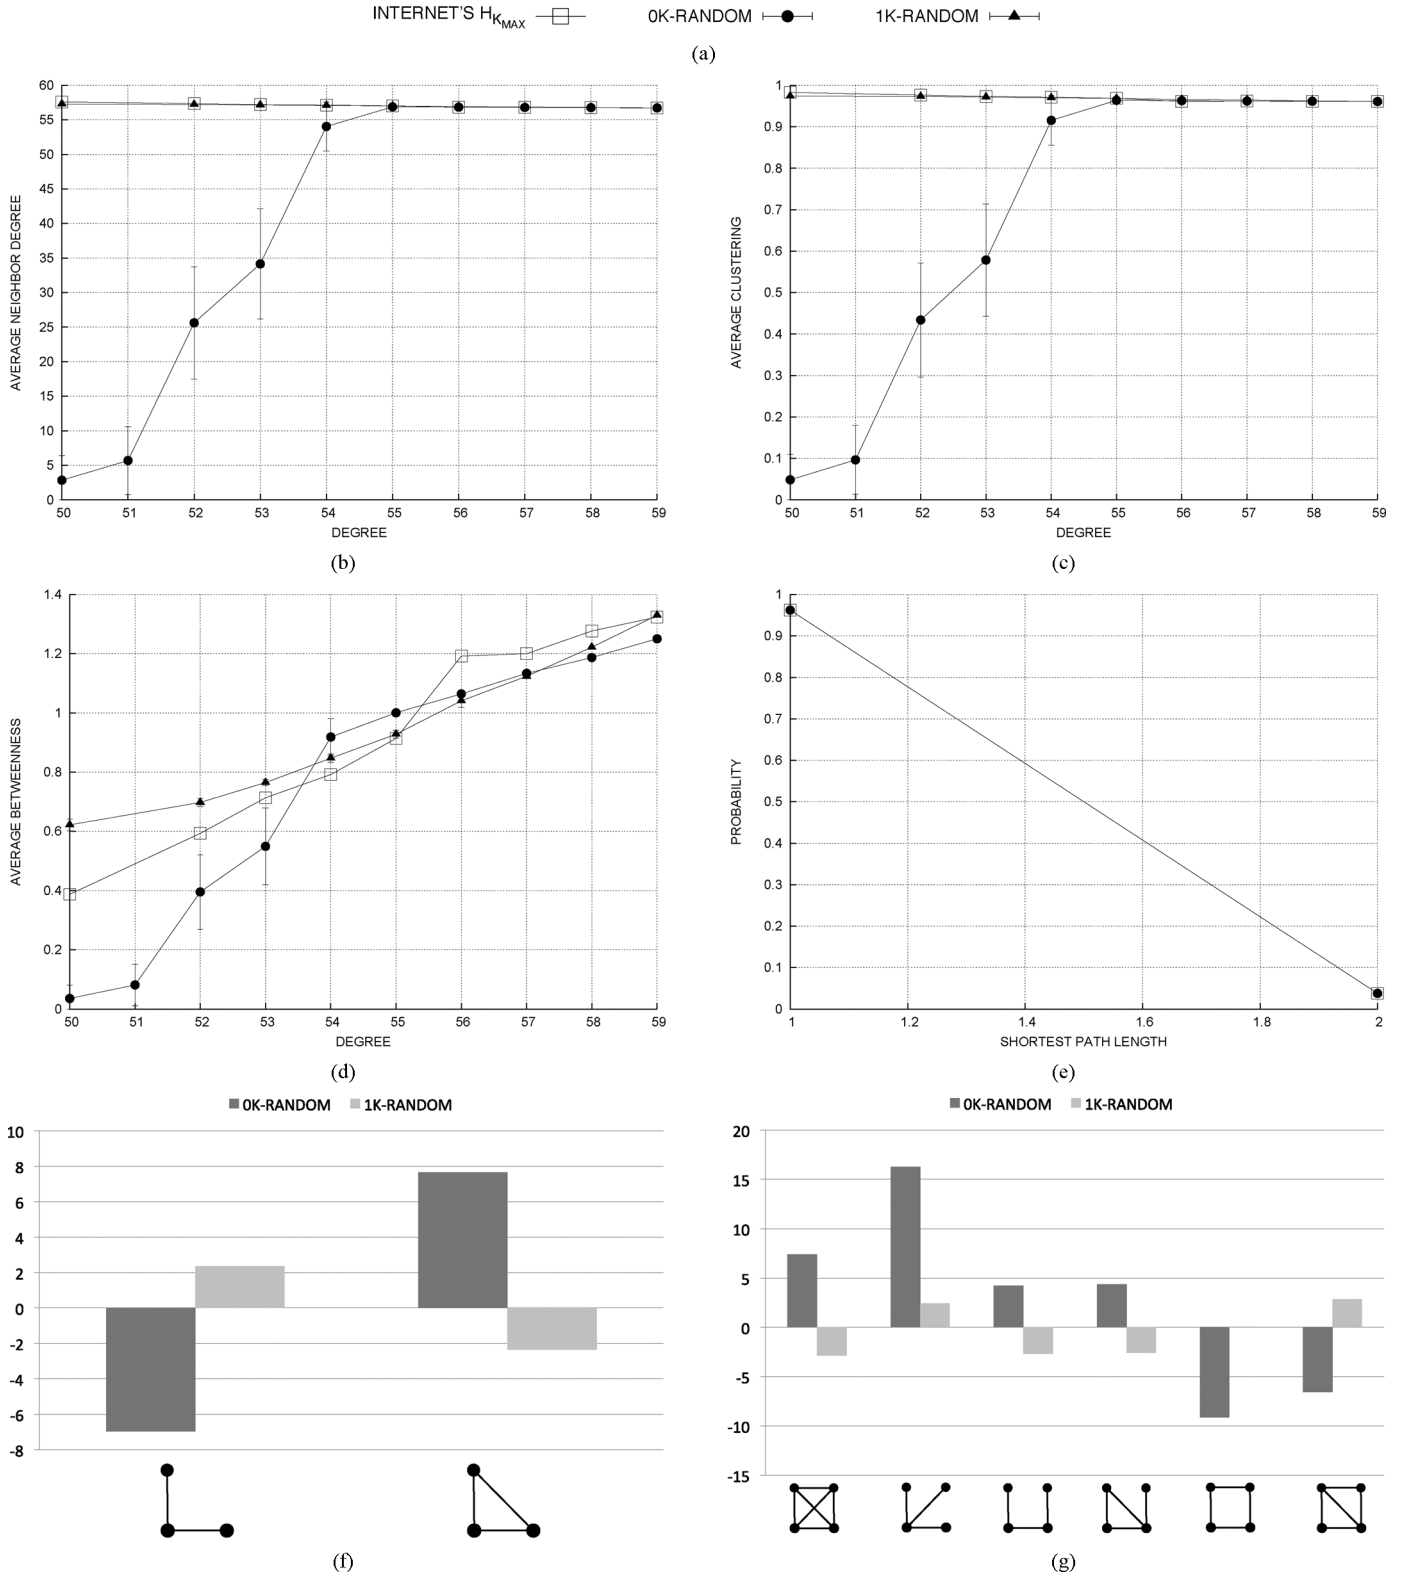 INTERNET'S H_K_MAX 0K-RANDOM 1K-RANDOM
(a)
60
55
50
45
40
35
30
25
20
15
10
5
0
AVERAGE NEIGHBOR DEGREE
50 51 52 53 54 55 56 57 58 59
DEGREE
(b)
1
0.9
0.8
0.7
0.6
0.5
0.4
0.3
0.2
0.1
0
AVERAGE CLUSTERING
50 51 52 53 54 55 56 57 58 59
DEGREE
(c)
1.4
1.2
1
0.8
0.6
0.4
0.2
0
AVERAGE BETWEENNESS
50 51 52 53 54 55 56 57 58 59
DEGREE
(d)
1
0.9
0.8
0.7
0.6
0.5
0.4
0.3
0.2
0.1
0
PROBABILITY
1 1.2 1.4 1.6 1.8 2
SHORTEST PATH LENGTH
(e)
0K-RANDOM 1K-RANDOM
10
8
6
4
2
0
-2
-4
-6
-8
(f)
0K-RANDOM 1K-RANDOM
20
15
10
5
0
-5
-10
-15
(g)